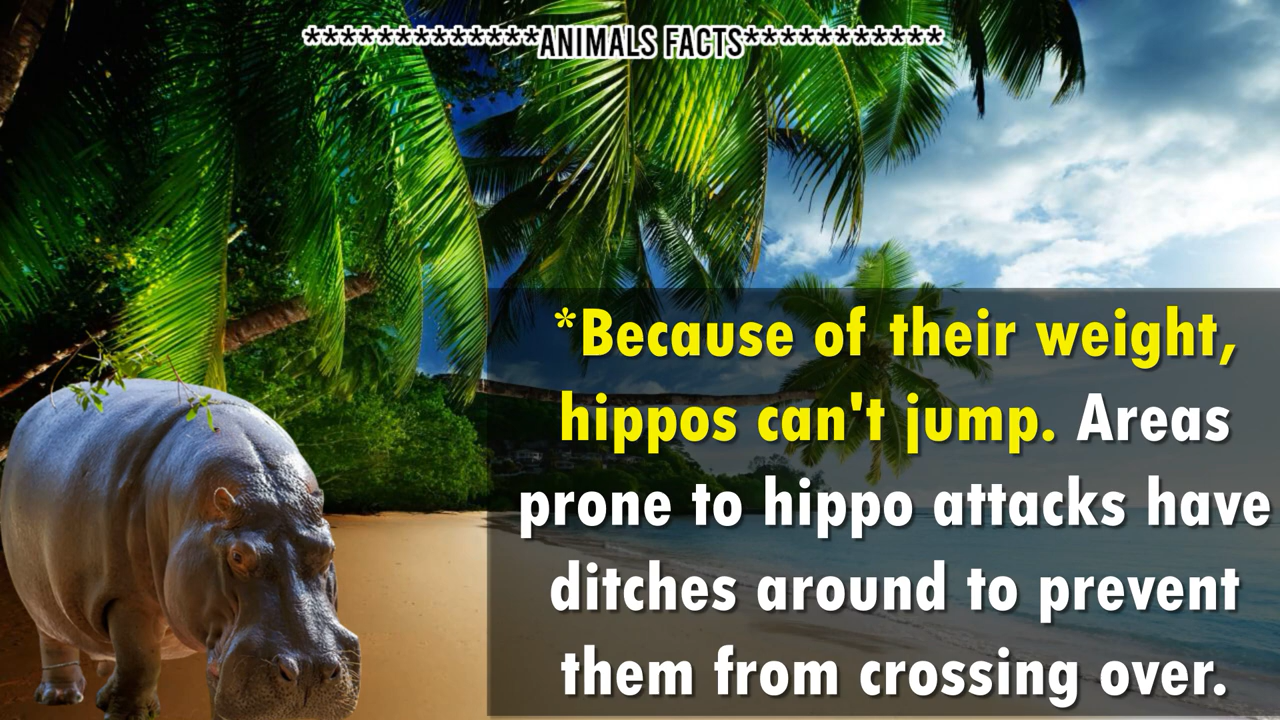 *************ANIMALS FACTS***********
*Because of their weight,
hippos can't jump. Areas
prone to hippo attacks have
ditches around to prevent
them from crossing over.